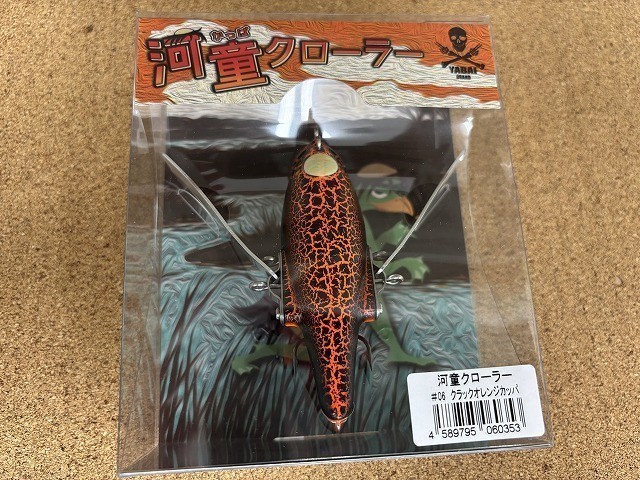 かっぱ
河童クローラー
YABAI
BRAND
河童クローラー
#06 クラックオレンジカッパ
4 589795 060353